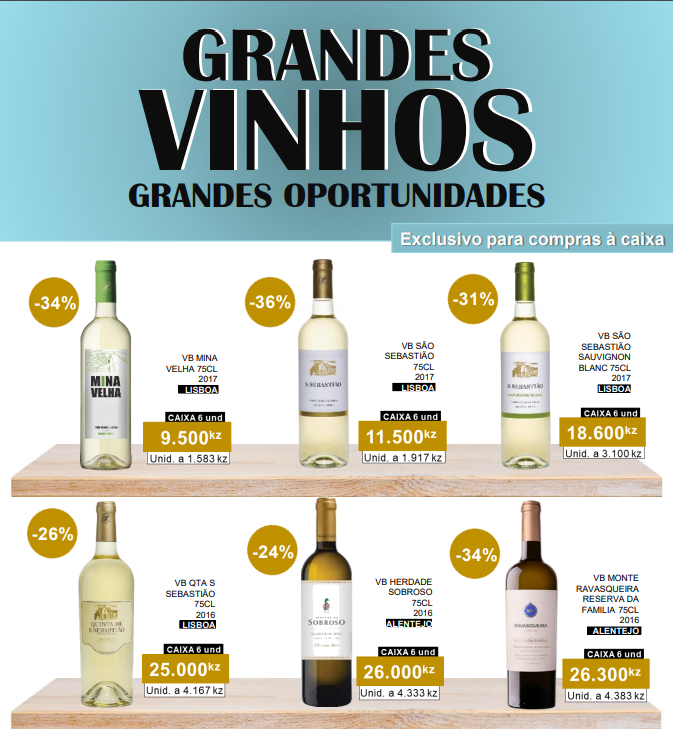 GRANDES
VINHOS
GRANDES OPORTUNIDADES
Exclusivo para compras à caixa
-34%
MINA
VELHA
VB MINA
VELHA 75CL
2017
LISBOA
CAIXA 6 und
9.500kz
Unid. a 1.583 kz
-36%
S. SEBASTIÃO
VB SÃO
SEBASTIÃO
75CL
2017
LISBOA
CAIXA 6 und
11.500kz
Unid. a 1.917 kz
-31%
S. SEBASTIÃO
SAUVIGNON BLANC
VB SÃO
SEBASTIÃO
SAUVIGNON
BLANC 75CL
2017
LISBOA
CAIXA 6 und
18.600kz
Unid. a 3.100 kz
-26%
QUINTA DE
S. SEBASTIÃO
VB QTA S
SEBASTIÃO
75CL
2016
LISBOA
CAIXA 6 und
25.000kz
Unid. a 4.167 kz
-24%
SOBROSO
VB HERDADE
SOBROSO
75CL
2016
ALENTEJO
CAIXA 6 und
26.000kz
Unid. a 4.333 kz
-34%
RAVASQUEIRA
VB MONTE
RAVASQUEIRA
RESERVA DA
FAMILIA 75CL
2016
ALENTEJO
CAIXA 6 und
26.300kz
Unid. a 4.383 kz